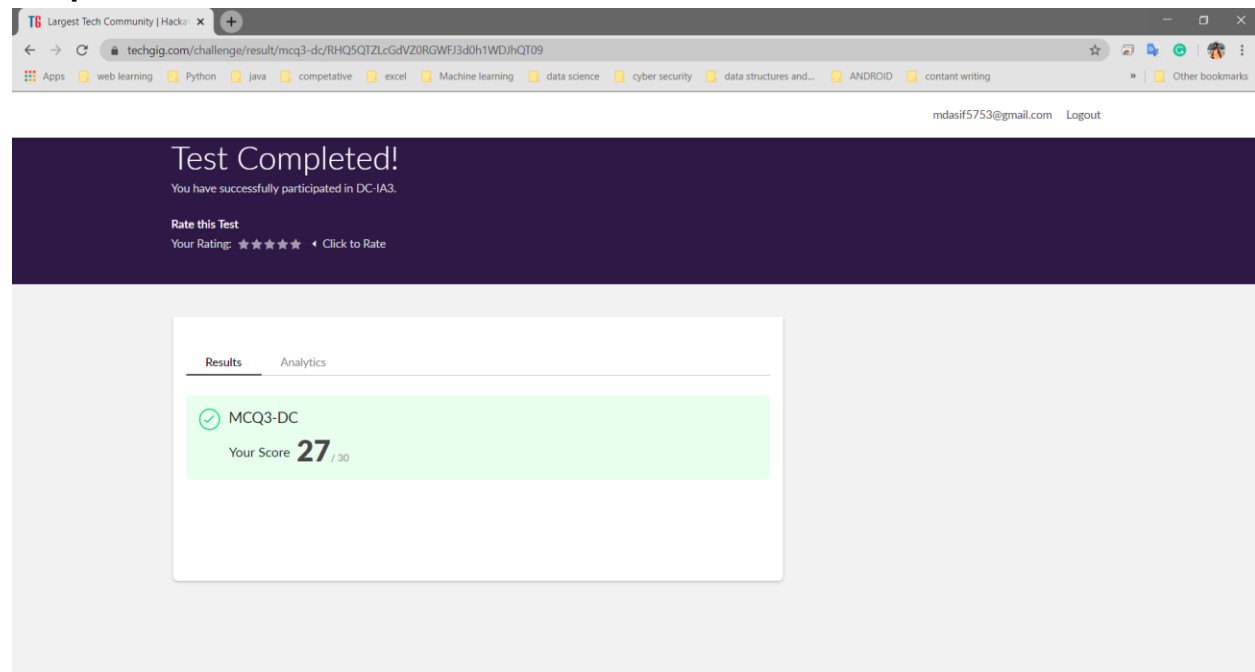 TG Largest Tech Community | Hacka
techgig.com/challenge/result/mcq3-dc/RHQ5QTZLcGdVZ0RGWFJ3d0h1WDJhQT09
Apps web learning Python java competative excel Machine learning data science cyber security data structures and... ANDROID contant writing » Other bookmarks
mdasif5753@gmail.com Logout
Test Completed!
You have successfully participated in DC-IA3.
Rate this Test
Your Rating: Click to Rate
Results Analytics
MCQ3-DC
Your Score 27 / 30